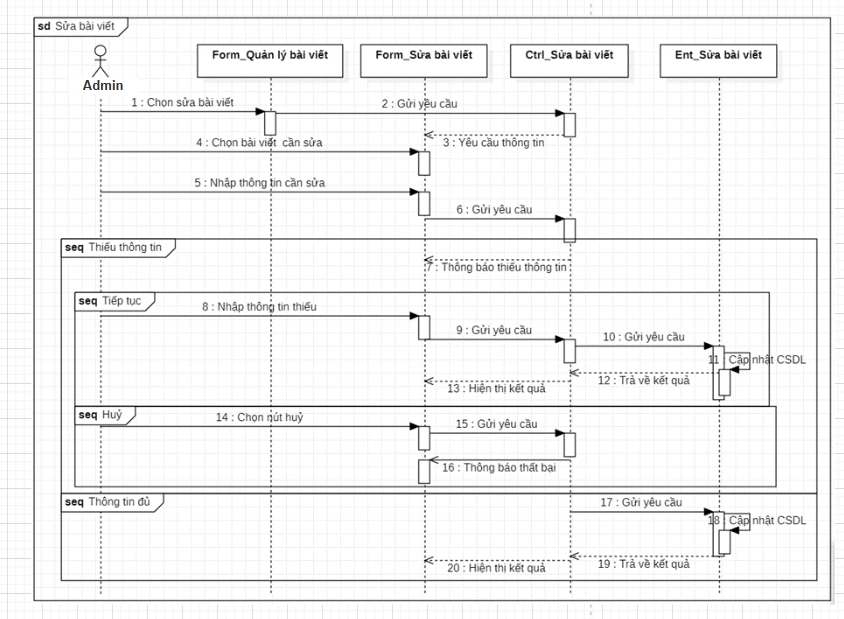 sd Sửa bài viết
Form_Quản lý bài viết
Form_Sửa bài viết
Ctrl_Sửa bài viết
Ent_Sửa bài viết
Admin
1 : Chọn sửa bài viết
2 : Gửi yêu cầu
3 : Yêu cầu thông tin
4 : Chọn bài viết cần sửa
5 : Nhập thông tin cần sửa
6 : Gửi yêu cầu
seq Thiếu thông tin
7 : Thông báo thiếu thông tin
seq Tiếp tục
8 : Nhập thông tin thiếu
9 : Gửi yêu cầu
10 : Gửi yêu cầu
11 : Cập nhật CSDL
12 : Trả về kết quả
13 : Hiện thị kết quả
seq Huỷ
14 : Chọn nút huỷ
15 : Gửi yêu cầu
16 : Thông báo thất bại
seq Thông tin đủ
17 : Gửi yêu cầu
18 : Cập nhật CSDL
19 : Trả về kết quả
20 : Hiện thị kết quả